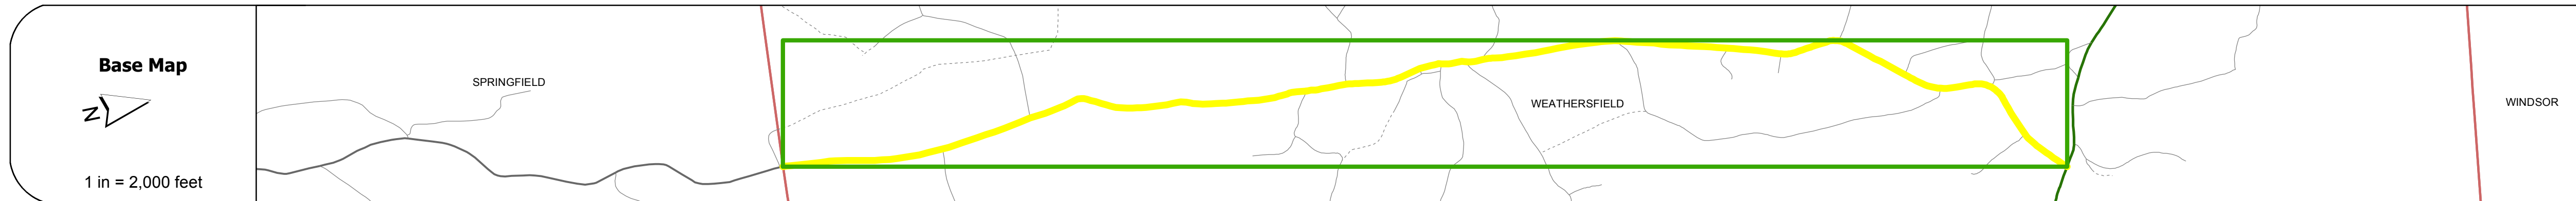 Base Map
N
1 in = 2,000 feet
SPRINGFIELD
WEATHERSFIELD
WINDSOR